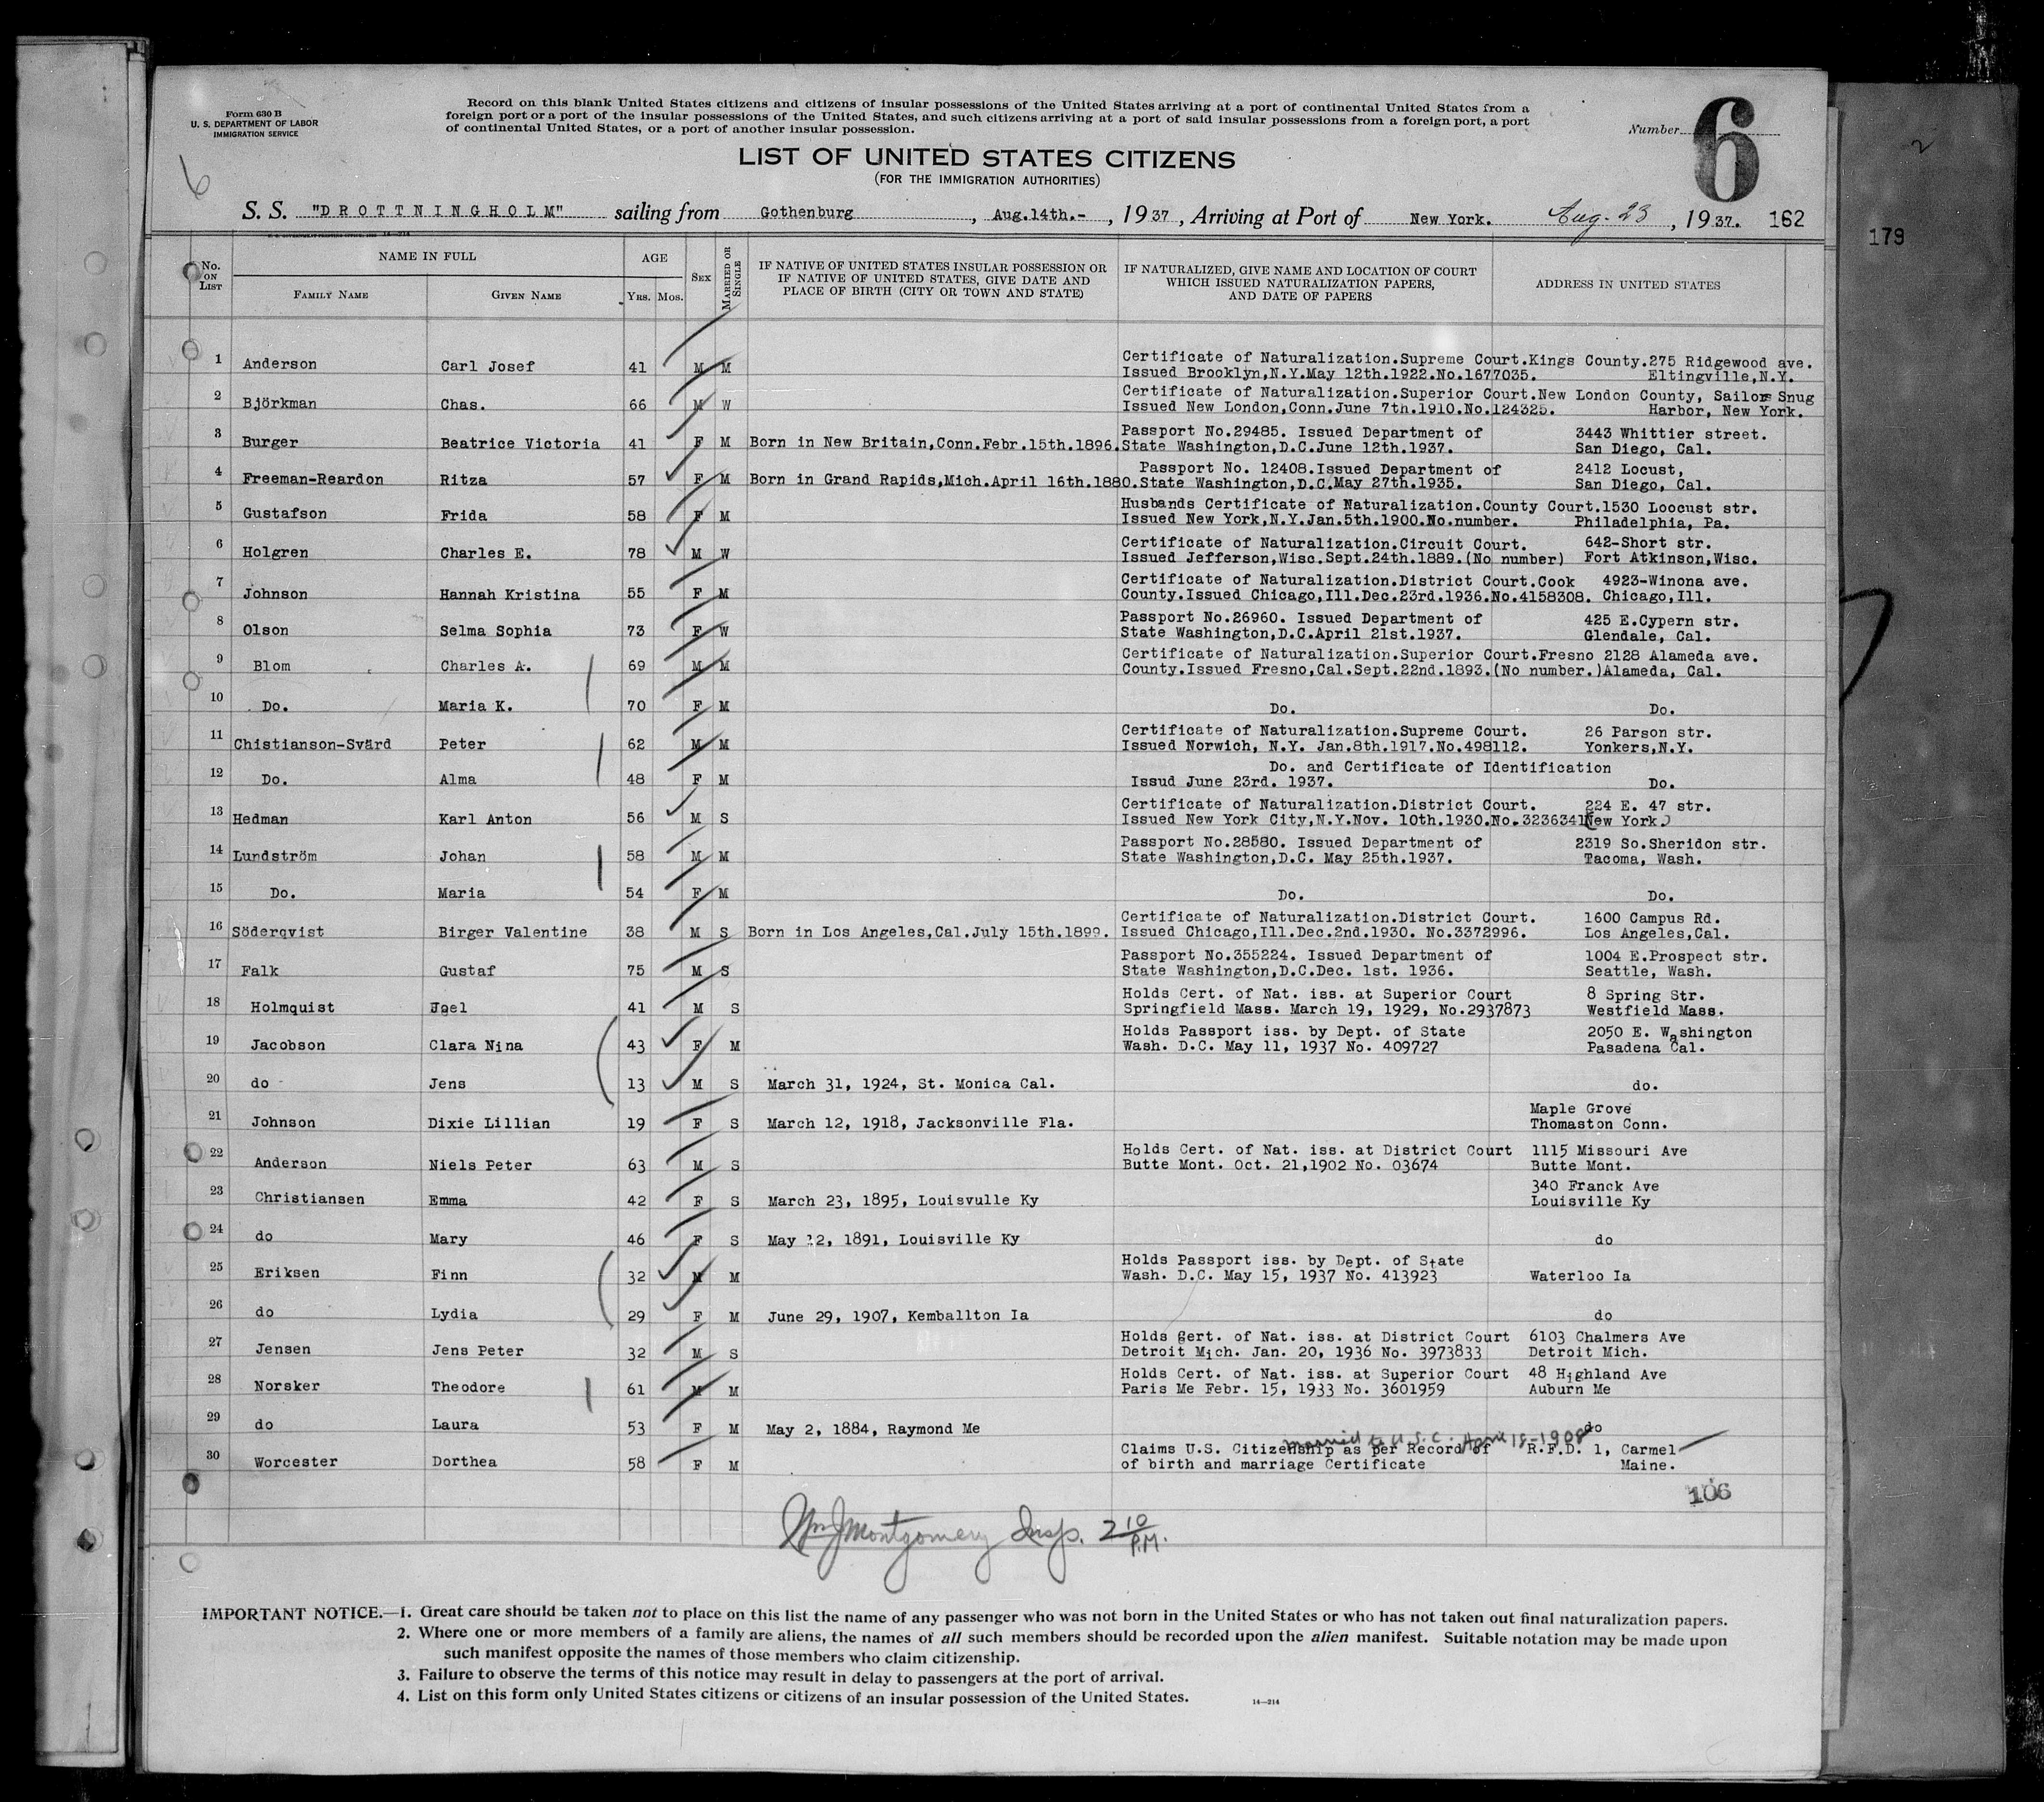 Form 630 B
U. S. DEPARTMENT OF LABOR
IMMIGRATION SERVICE
Record on this blank United States citizens and citizens of insular possessions of the United States arriving at a port of continental United States from a
foreign port or a port of the insular possessions of the United States, and such citizens arriving at a port of said insular possessions from a foreign port, a port
of continental United States, or a port of another insular possession.
Number 6
6
2
LIST OF UNITED STATES CITIZENS
(FOR THE IMMIGRATION AUTHORITIES)
S. S. "DROTTNINGHOLM" sailing from Gothenburg, Aug.14th.-, 1937, Arriving at Port of New York. Aug. 23, 1937. 162
179
No. ON LIST NAME IN FULL AGE SEX MARRIED OR SINGLE IF NATIVE OF UNITED STATES INSULAR POSSESSION OR IF NATIVE OF UNITED STATES, GIVE DATE AND PLACE OF BIRTH (CITY OR TOWN AND STATE) IF NATURALIZED, GIVE NAME AND LOCATION OF COURT WHICH ISSUED NATURALIZATION PAPERS, AND DATE OF PAPERS ADDRESS IN UNITED STATES
FAMILY NAME GIVEN NAME YRS. MOS.
1 Certificate of Naturalization.Supreme Court.Kings County.275 Ridgewood ave.
Anderson Carl Josef 41 M M Issued Brooklyn,N.Y.May 12th.1922.No.1677035. Eltingville,N.Y.
2 Certificate of Naturalization.Superior Court.New London County, Sailors Snug
Björkman Chas. 66 M W Issued New London,Conn.June 7th.1910.No.124325. Harbor, New York.
3 Passport No.29485. Issued Department of 3443 Whittier street.
Burger Beatrice Victoria 41 F M Born in New Britain,Conn.Febr.15th.1896. State Washington,D.C.June 12th.1937. San Diego, Cal.
4 Passport No. 12408.Issued Department of 2412 Locust,
Freeman-Reardon Ritza 57 F M Born in Grand Rapids,Mich.April 16th.1880. State Washington,D.C.May 27th.1935. San Diego, Cal.
5 Husbands Certificate of Naturalization.County Court.1530 Loocust str.
Gustafson Frida 58 F M Issued New York,N.Y.Jan.5th.1900.No.number. Philadelphia, Pa.
6 Certificate of Naturalization.Circuit Court. 642-Short str.
Holgren Charles E. 78 M W Issued Jefferson,Wisc.Sept.24th.1889.(No number) Fort Atkinson,Wisc.
7 Certificate of Naturalization.District Court.Cook 4923-Winona ave.
Johnson Hannah Kristina 55 F M County.Issued Chicago,Ill.Dec.23rd.1936.No.4158308. Chicago,Ill.
8 Passport No.26960. Issued Department of 425 E.Cypern str.
Olson Selma Sophia 73 F W State Washington,D.C.April 21st.1937. Glendale, Cal.
9 Certificate of Naturalization.Superior Court.Fresno 2128 Alameda ave.
Blom Charles A. 69 M M County.Issued Fresno,Cal.Sept.22nd.1893.(No number.)Alameda, Cal.
10 Do. Maria K. 70 F M Do. Do.
11 Certificate of Naturalization.Supreme Court. 26 Parson str.
Chistianson-Svärd Peter 62 M M Issued Norwich, N.Y. Jan.8th.1917.No.498112. Yonkers,N.Y.
12 Do. and Certificate of Identification
Do. Alma 48 F M Issud June 23rd. 1937. Do.
13 Certificate of Naturalization.District Court. 224 E. 47 str.
Hedman Karl Anton 56 M S Issued New York City,N.Y.Nov. 10th.1930.No.3236341(New York)
14 Passport No.28580. Issued Department of 2319 So.Sheridon str.
Lundström Johan 58 M M State Washington,D.C. May 25th.1937. Tacoma, Wash.
15 Do. Maria 54 F M Do. Do.
16 Certificate of Naturalization.District Court. 1600 Campus Rd.
Söderqvist Birger Valentine 38 M S Born in Los Angeles,Cal.July 15th.1899. Issued Chicago,Ill.Dec.2nd.1930. No.3372996. Los Angeles,Cal.
17 Passport No.355224. Issued Department of 1004 E.Prospect str.
Falk Gustaf 75 M S State Washington,D.C.Dec. 1st. 1936. Seattle, Wash.
18 Holds Cert. of Nat. iss. at Superior Court 8 Spring Str.
Holmquist Joel 41 M S Springfield Mass. March 19, 1929, No.2937873 Westfield Mass.
19 Holds Passport iss. by Dept. of State 2050 E. Washington
Jacobson Clara Nina 43 F M Wash. D.C. May 11, 1937 No. 409727 Pasadena Cal.
20 do Jens 13 M S March 31, 1924, St. Monica Cal. do.
21 Maple Grove
Johnson Dixie Lillian 19 F S March 12, 1918, Jacksonville Fla. Thomaston Conn.
22 Holds Cert. of Nat. iss. at District Court 1115 Missouri Ave
Anderson Niels Peter 63 M S Butte Mont. Oct. 21,1902 No. 03674 Butte Mont.
23 340 Franck Ave
Christiansen Emma 42 F S March 23, 1895, Louisvulle Ky Louisville Ky
24 do Mary 46 F S May 12, 1891, Louisville Ky do
25 Holds Passport iss. by Dept. of State
Eriksen Finn 32 M M Wash. D.C. May 15, 1937 No. 413923 Waterloo Ia
26 do Lydia 29 F M June 29, 1907, Kemballton Ia do
27 Holds Gert. of Nat. iss. at District Court 6103 Chalmers Ave
Jensen Jens Peter 32 M S Detroit Mich. Jan. 20, 1936 No. 3973833 Detroit Mich.
28 Holds Cert. of Nat. iss. at Superior Court 48 Highland Ave
Norsker Theodore 61 M M Paris Me Febr. 15, 1933 No. 3601959 Auburn Me
29 do Laura 53 F M May 2, 1884, Raymond Me do
married to U.S.C. April 18-1908
30 Claims U.S. Citizenship as per Record of R.F.D. 1, Carmel
Worcester Dorthea 58 F M of birth and marriage Certificate Maine.
106
Wm J Montgomery Insp. 2 10 P.M.
IMPORTANT NOTICE.—1. Great care should be taken not to place on this list the name of any passenger who was not born in the United States or who has not taken out final naturalization papers.
2. Where one or more members of a family are aliens, the names of all such members should be recorded upon the alien manifest. Suitable notation may be made upon
such manifest opposite the names of those members who claim citizenship.
3. Failure to observe the terms of this notice may result in delay to passengers at the port of arrival.
4. List on this form only United States citizens or citizens of an insular possession of the United States.
14—214